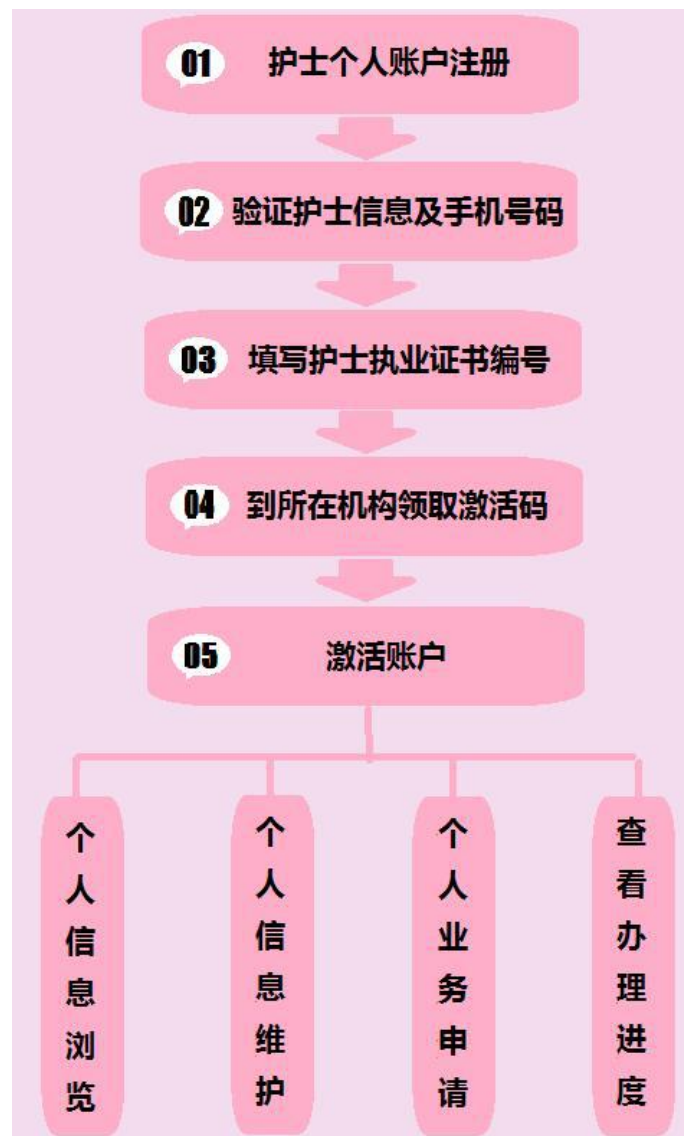 01 护士个人账户注册
02 验证护士信息及手机号码
03 填写护士执业证书编号
04 到所在机构领取激活码
05 激活账户
个人信息浏览
个人信息维护
个人业务申请
查看办理进度